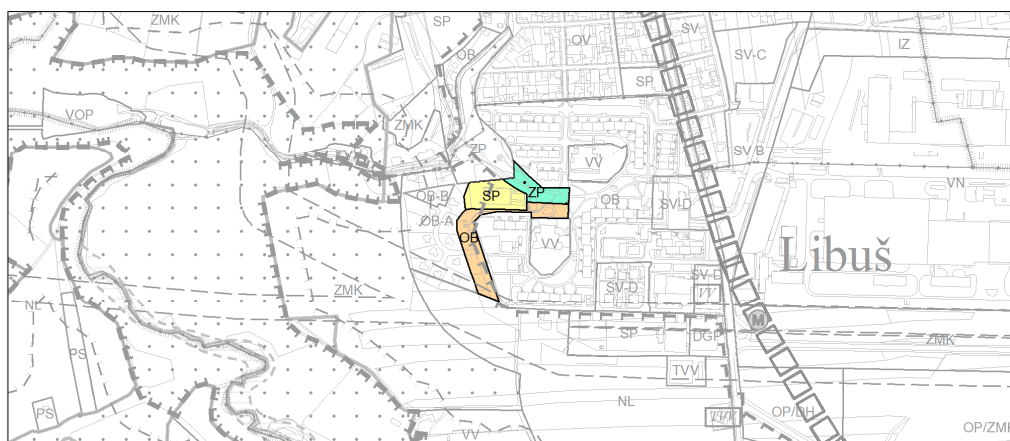 ZMK
SP
OB
OV
SV
SV-C
IZ
SP
VOP
ZMK
ZP
VV
SV-B
VN
OB-B
SP
ZP
OB
SV-D
OB-A
OB
VV
Libuš
NL
ZMK
SV-D
SV-D
VV
M
PS
SP
DGP
ZMK
TVV
PS
NL
TVV
OP/DH
VV
OP/ZMK